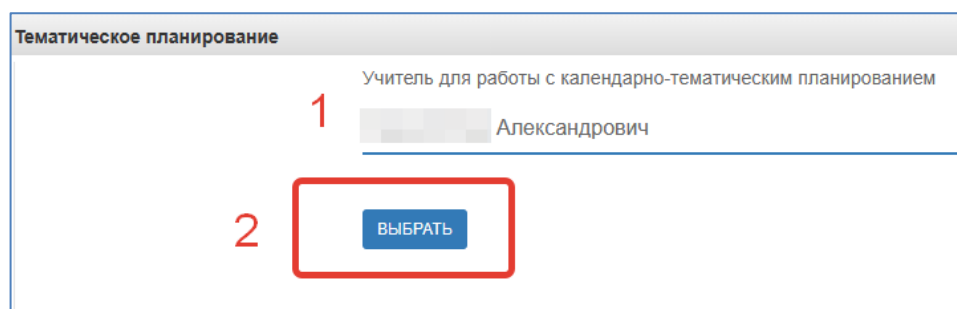 Тематическое планирование
Учитель для работы с календарно-тематическим планированием
1
Александрович
2
ВЫБРАТЬ